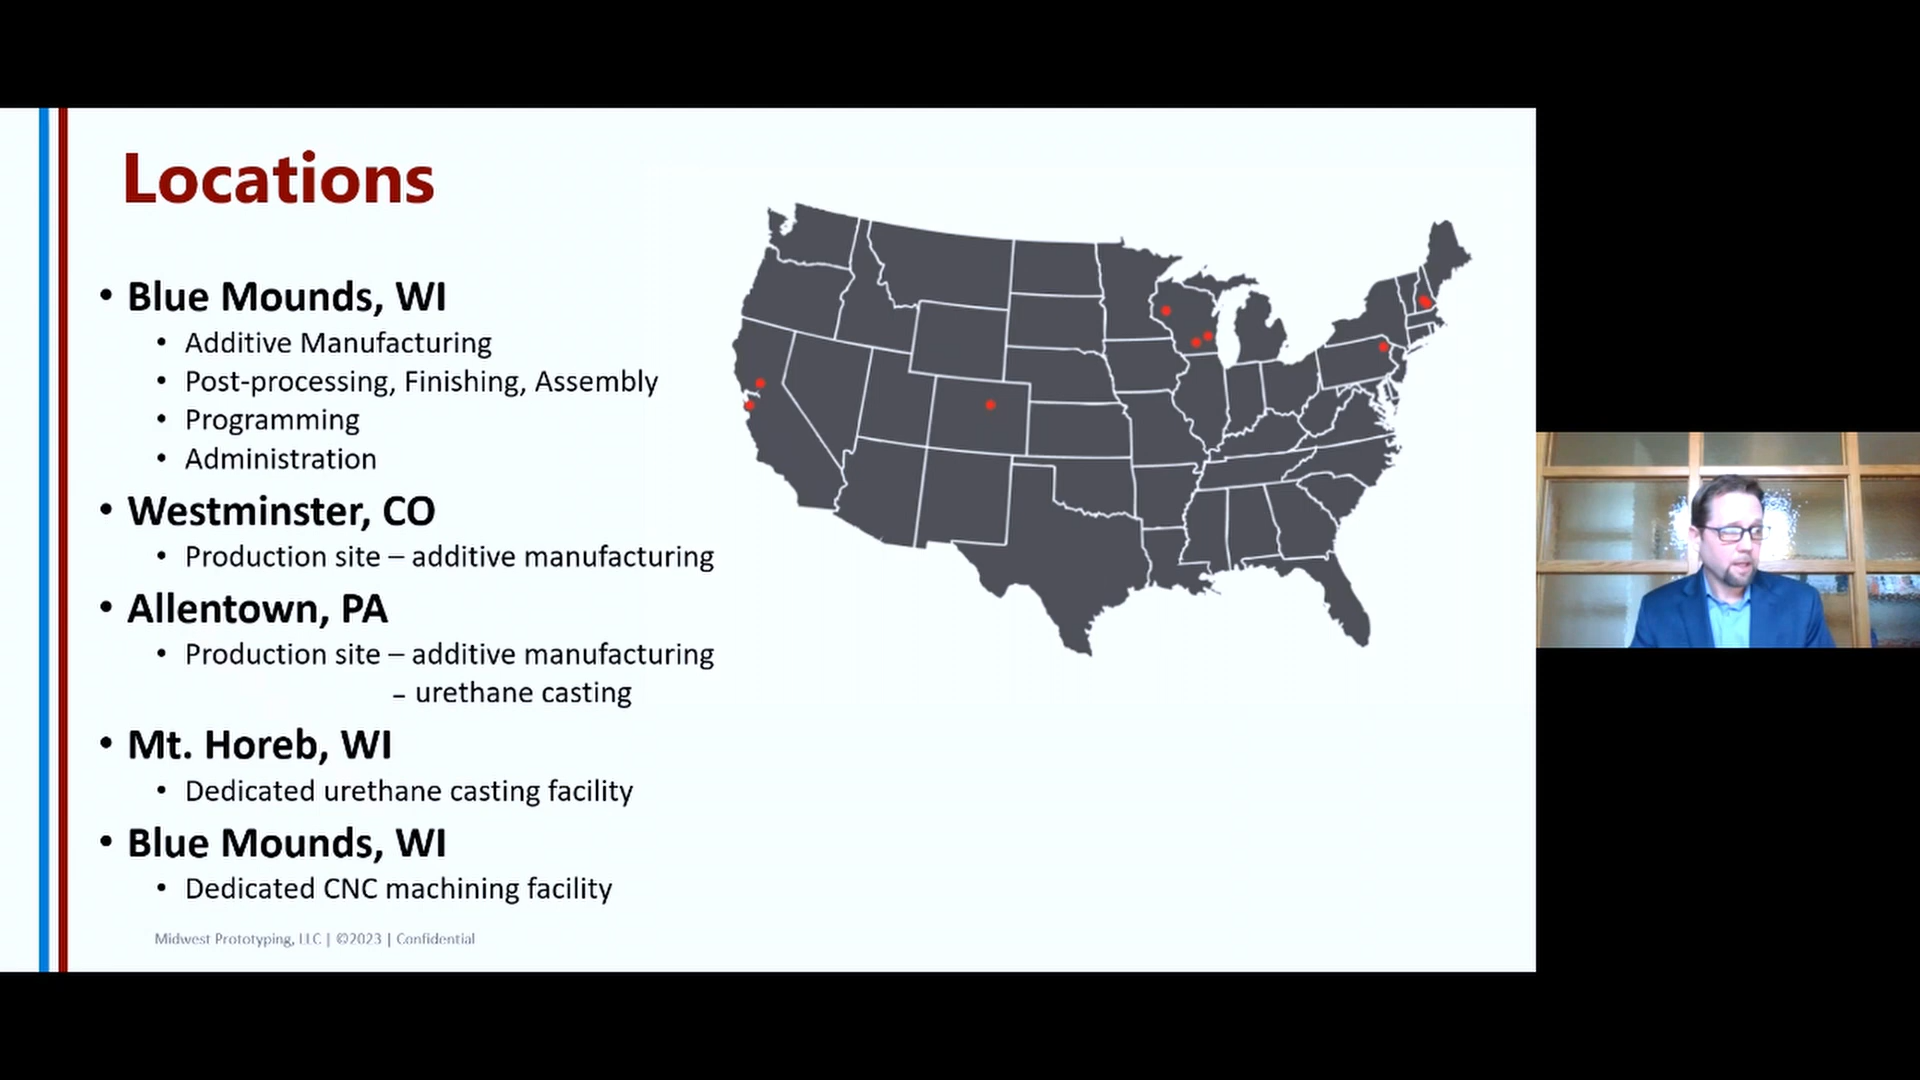 Locations
• Blue Mounds, WI
• Additive Manufacturing
• Post-processing, Finishing, Assembly
• Programming
• Administration
• Westminster, CO
• Production site – additive manufacturing
• Allentown, PA
• Production site – additive manufacturing
– urethane casting
• Mt. Horeb, WI
• Dedicated urethane casting facility
• Blue Mounds, WI
• Dedicated CNC machining facility
Midwest Prototyping, LLC | ©2023 | Confidential